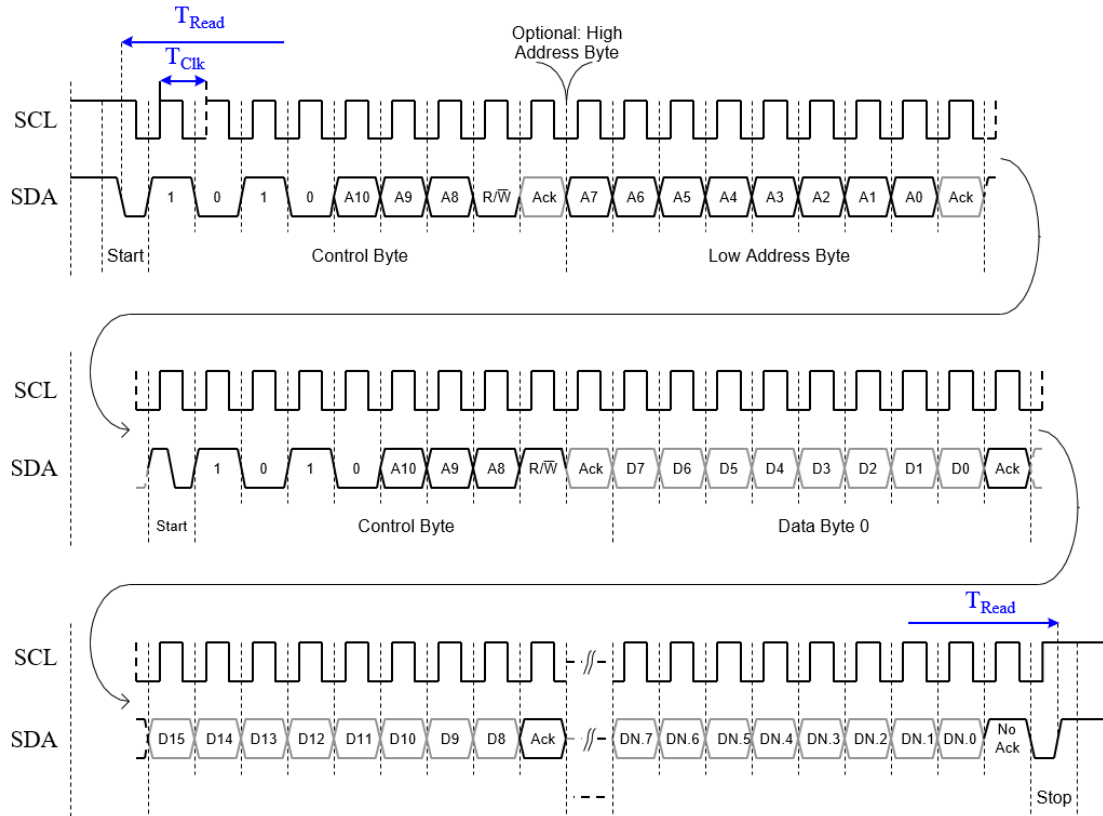 T_Read
T_Clk
Optional: High
Address Byte
SCL
SDA 1 0 1 0 A10 A9 A8 R/W̅ Ack A7 A6 A5 A4 A3 A2 A1 A0 Ack
Start Control Byte Low Address Byte
SCL
SDA 1 0 1 0 A10 A9 A8 R/W̅ Ack D7 D6 D5 D4 D3 D2 D1 D0 Ack
Start Control Byte Data Byte 0
T_Read
SCL
SDA D15 D14 D13 D12 D11 D10 D9 D8 Ack DN.7 DN.6 DN.5 DN.4 DN.3 DN.2 DN.1 DN.0 No Ack
Stop